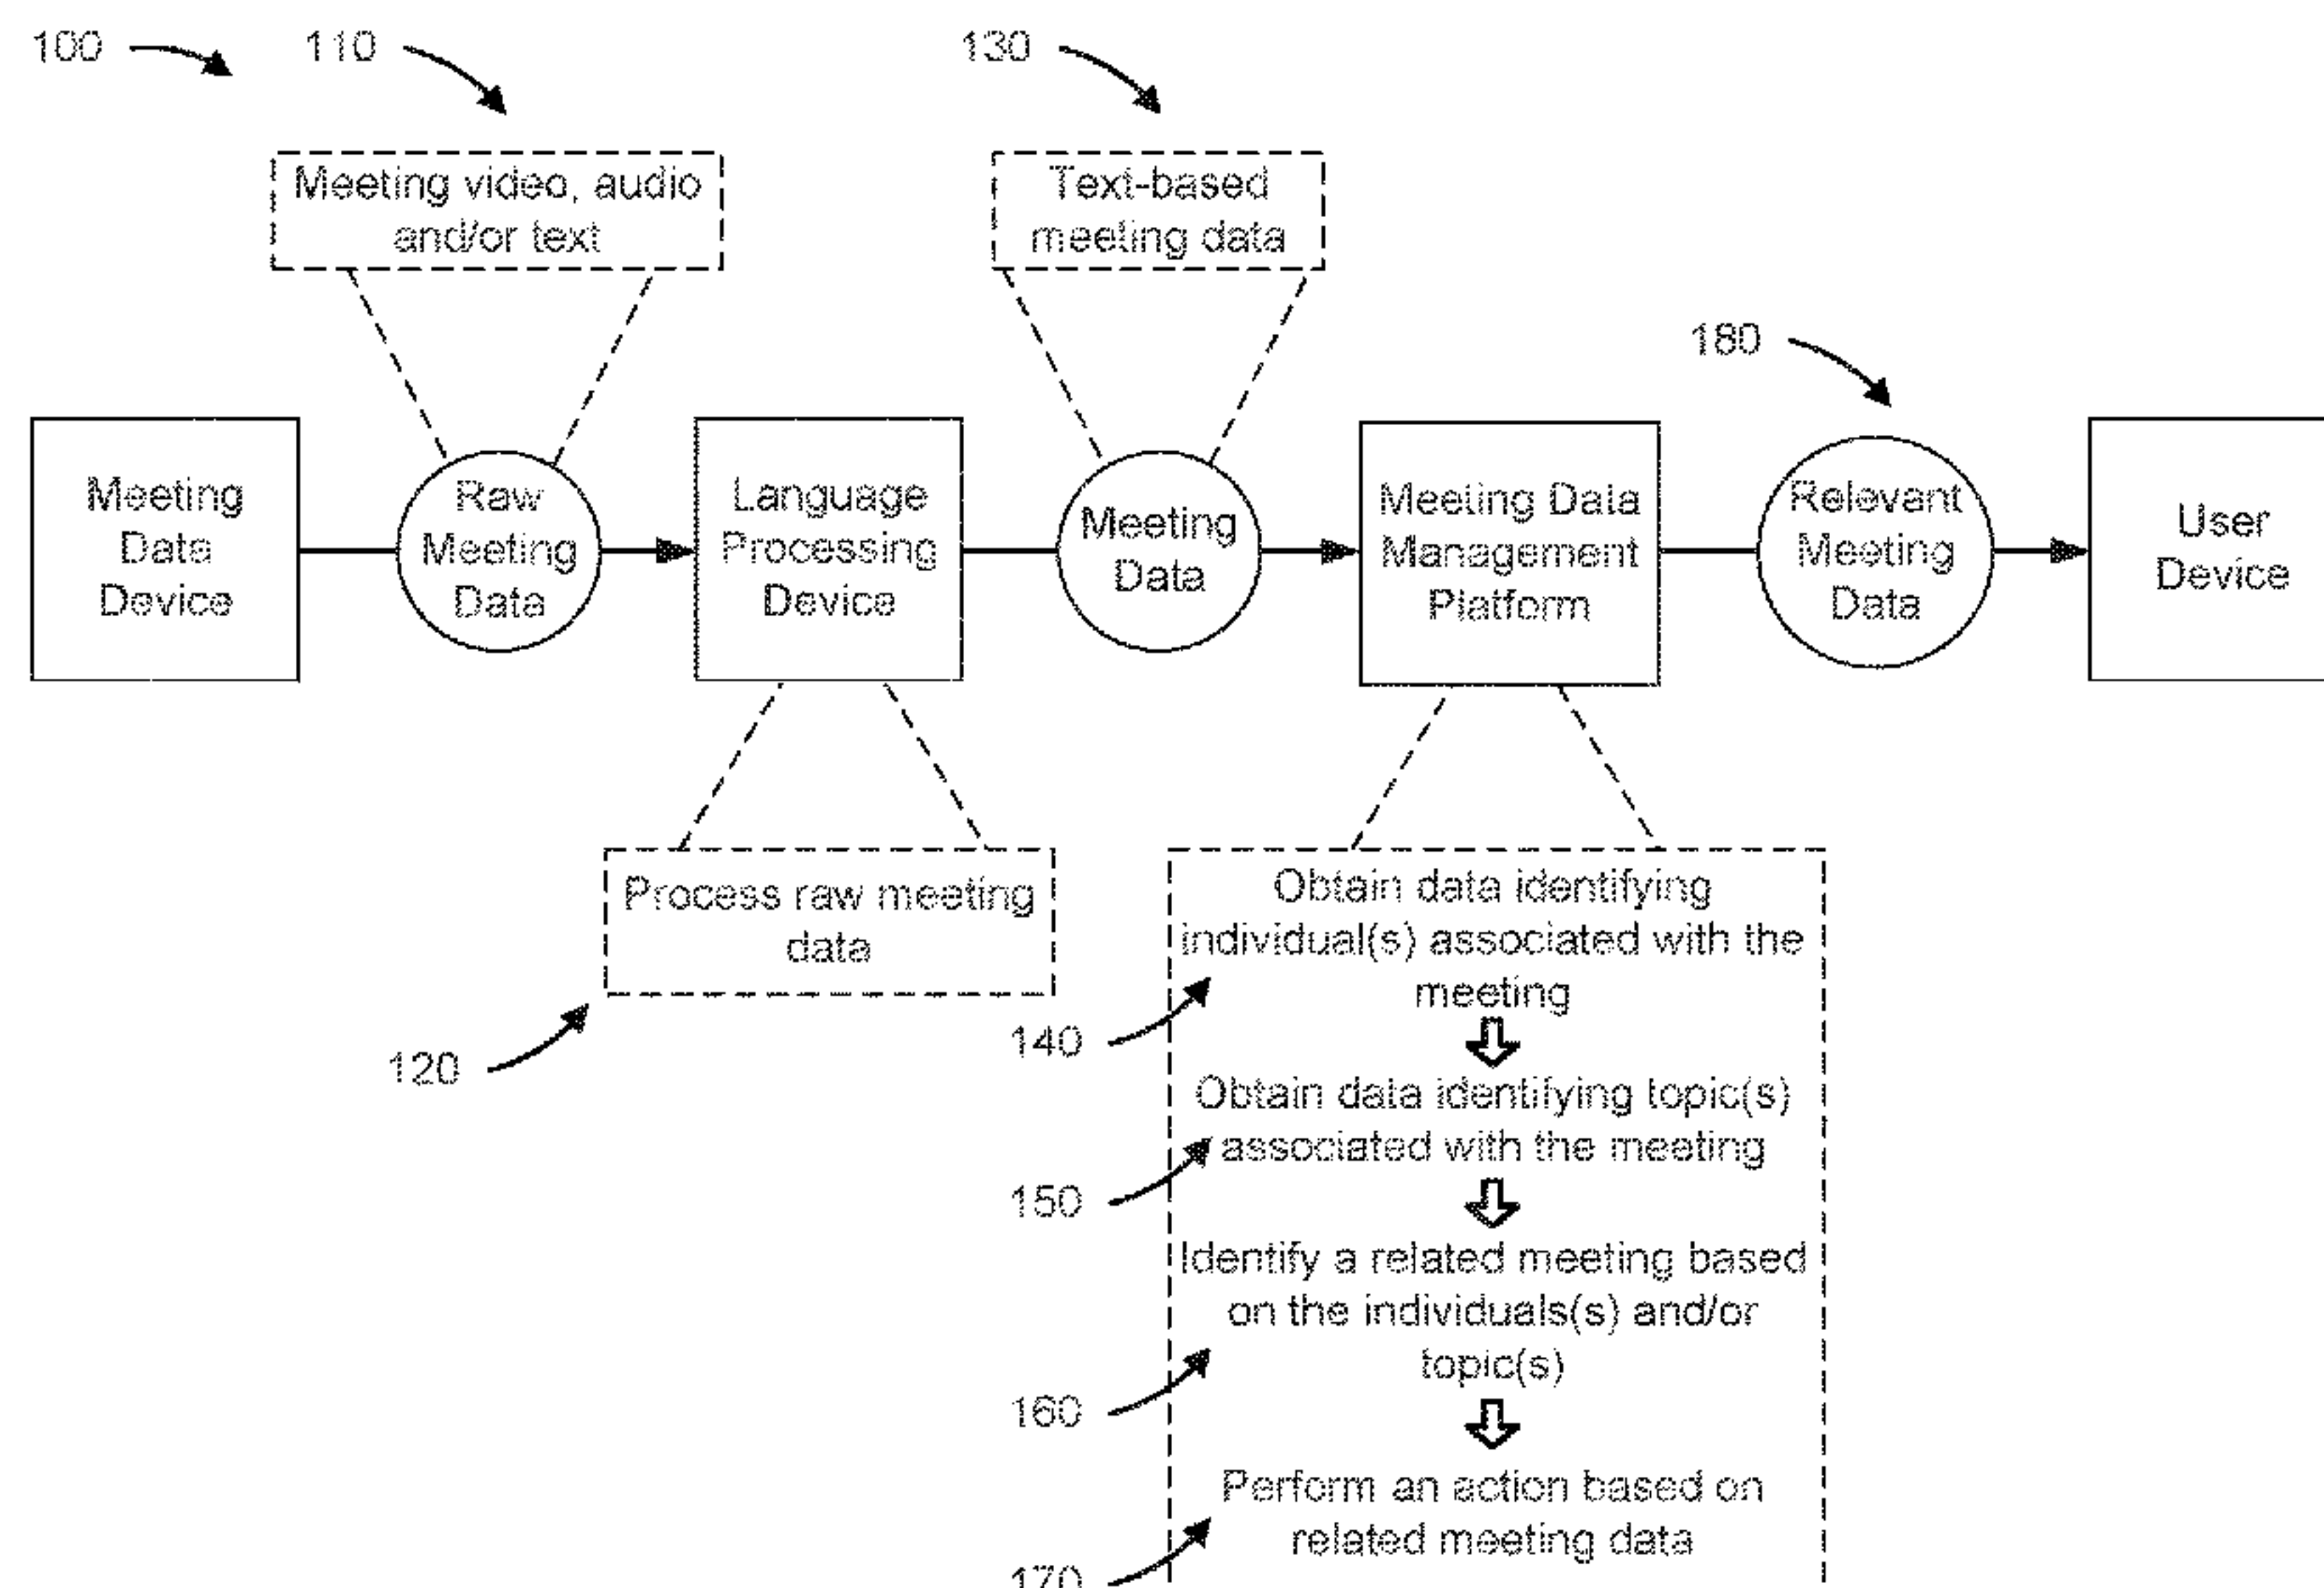 100
110
130
Meeting video, audio
and/or text
Text-based
meeting data
180
Meeting
Data
Device
Raw
Meeting
Data
Language
Processing
Device
Meeting
Data
Meeting Data
Management
Platform
Relevant
Meeting
Data
User
Device
Process raw meeting
data
120
Obtain data identifying
individual(s) associated with the
meeting
140
Obtain data identifying topic(s)
associated with the meeting
150
Identify a related meeting based
on the individuals(s) and/or
topic(s)
160
Perform an action based on
related meeting data
170